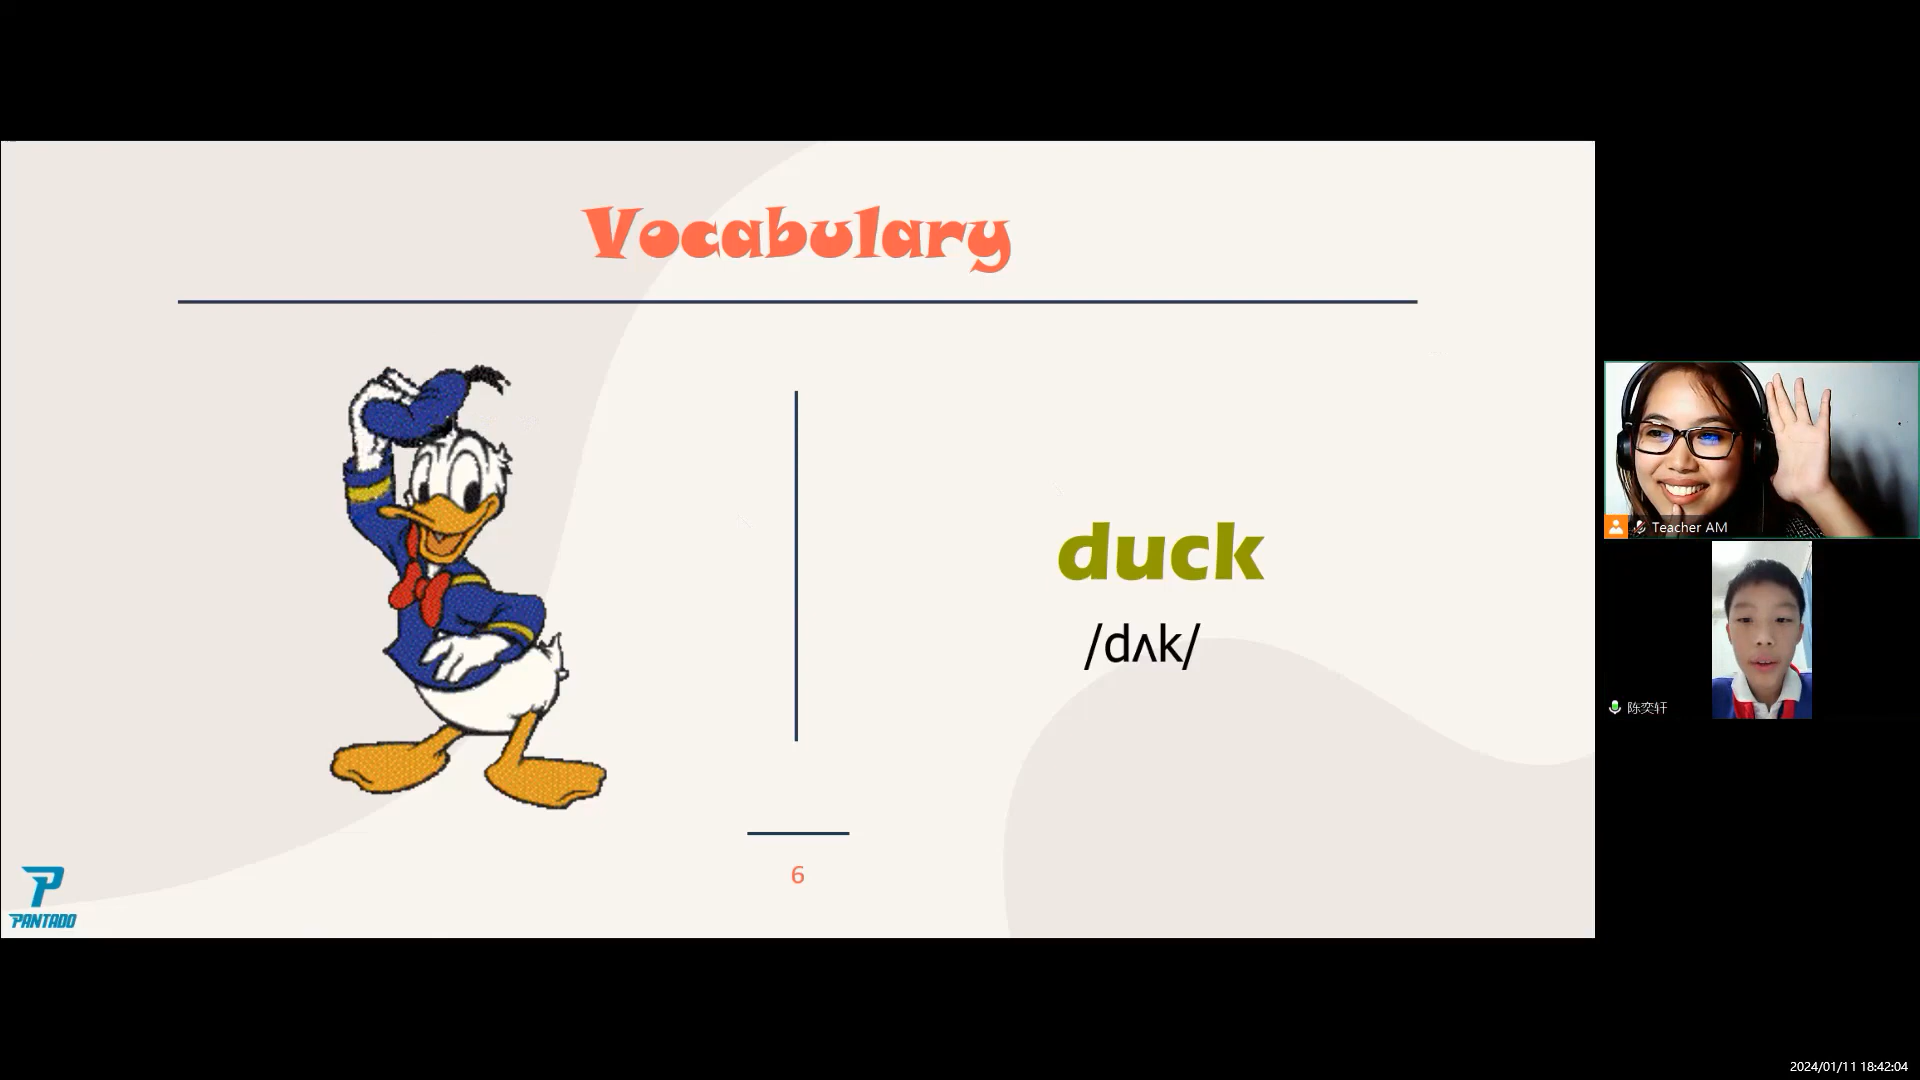 Vocabulary
duck
/dʌk/
6
PANTADO
Teacher AM
陈奕轩
2024/01/11 18:42:04